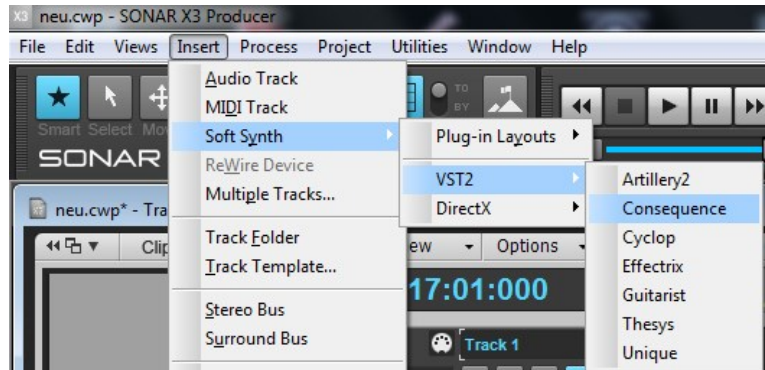 neu.cwp - SONAR X3 Producer
File Edit Views Insert Process Project Utilities Window Help
Audio Track
MIDI Track
Soft Synth
ReWire Device
Multiple Tracks...
Track Folder
Track Template...
Stereo Bus
Surround Bus
Plug-in Layouts
VST2
DirectX
Artillery2
Consequence
Cyclop
Effectrix
Guitarist
Thesys
Unique
TO
BY
Smart Select
SONAR
neu.cwp* - Tra
Clip
ew Options
17:01:000
Track 1